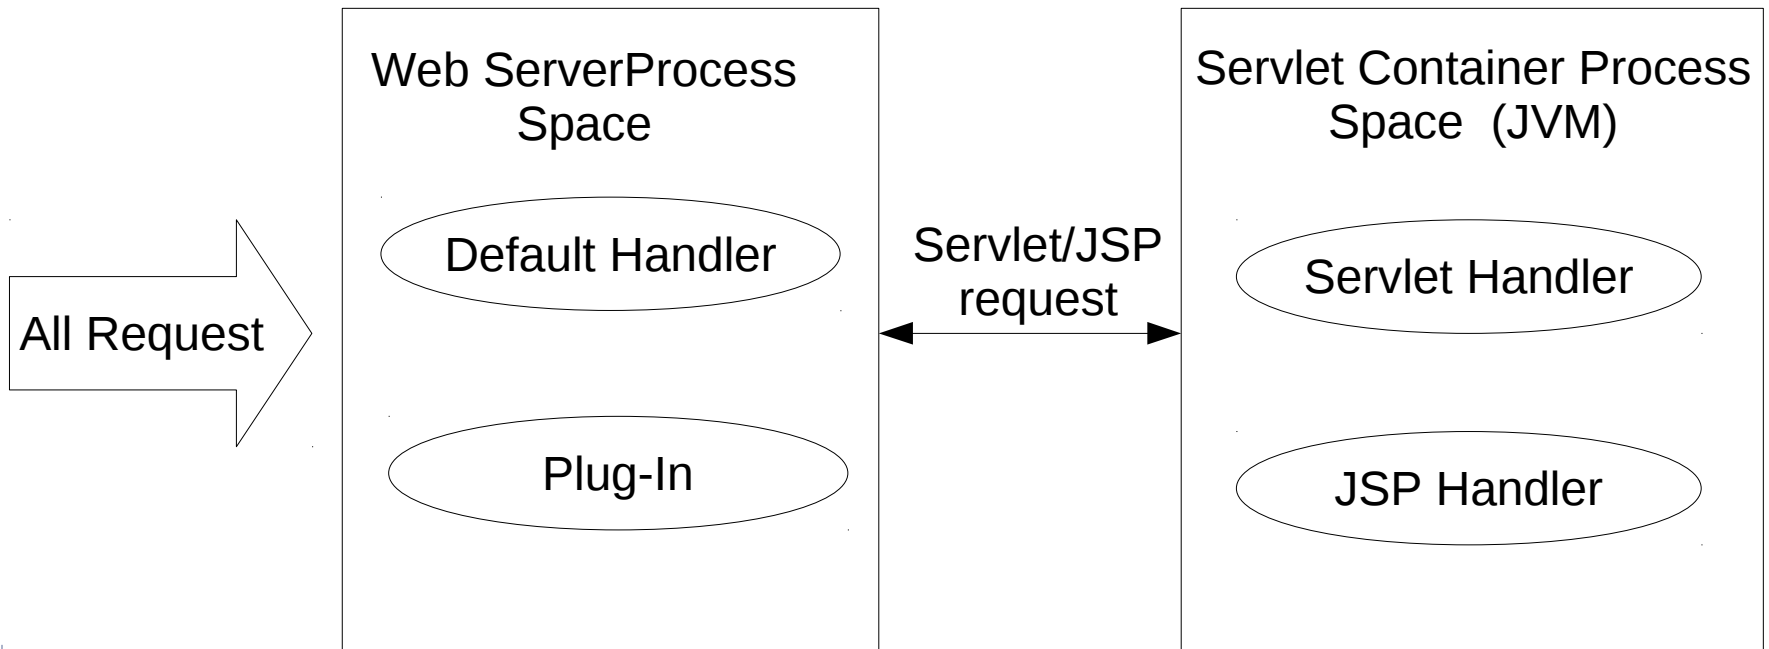 Web ServerProcess
Space
Servlet Container Process
Space  (JVM)
Default Handler
Servlet/JSP
request
Servlet Handler
All Request
Plug-In
JSP Handler